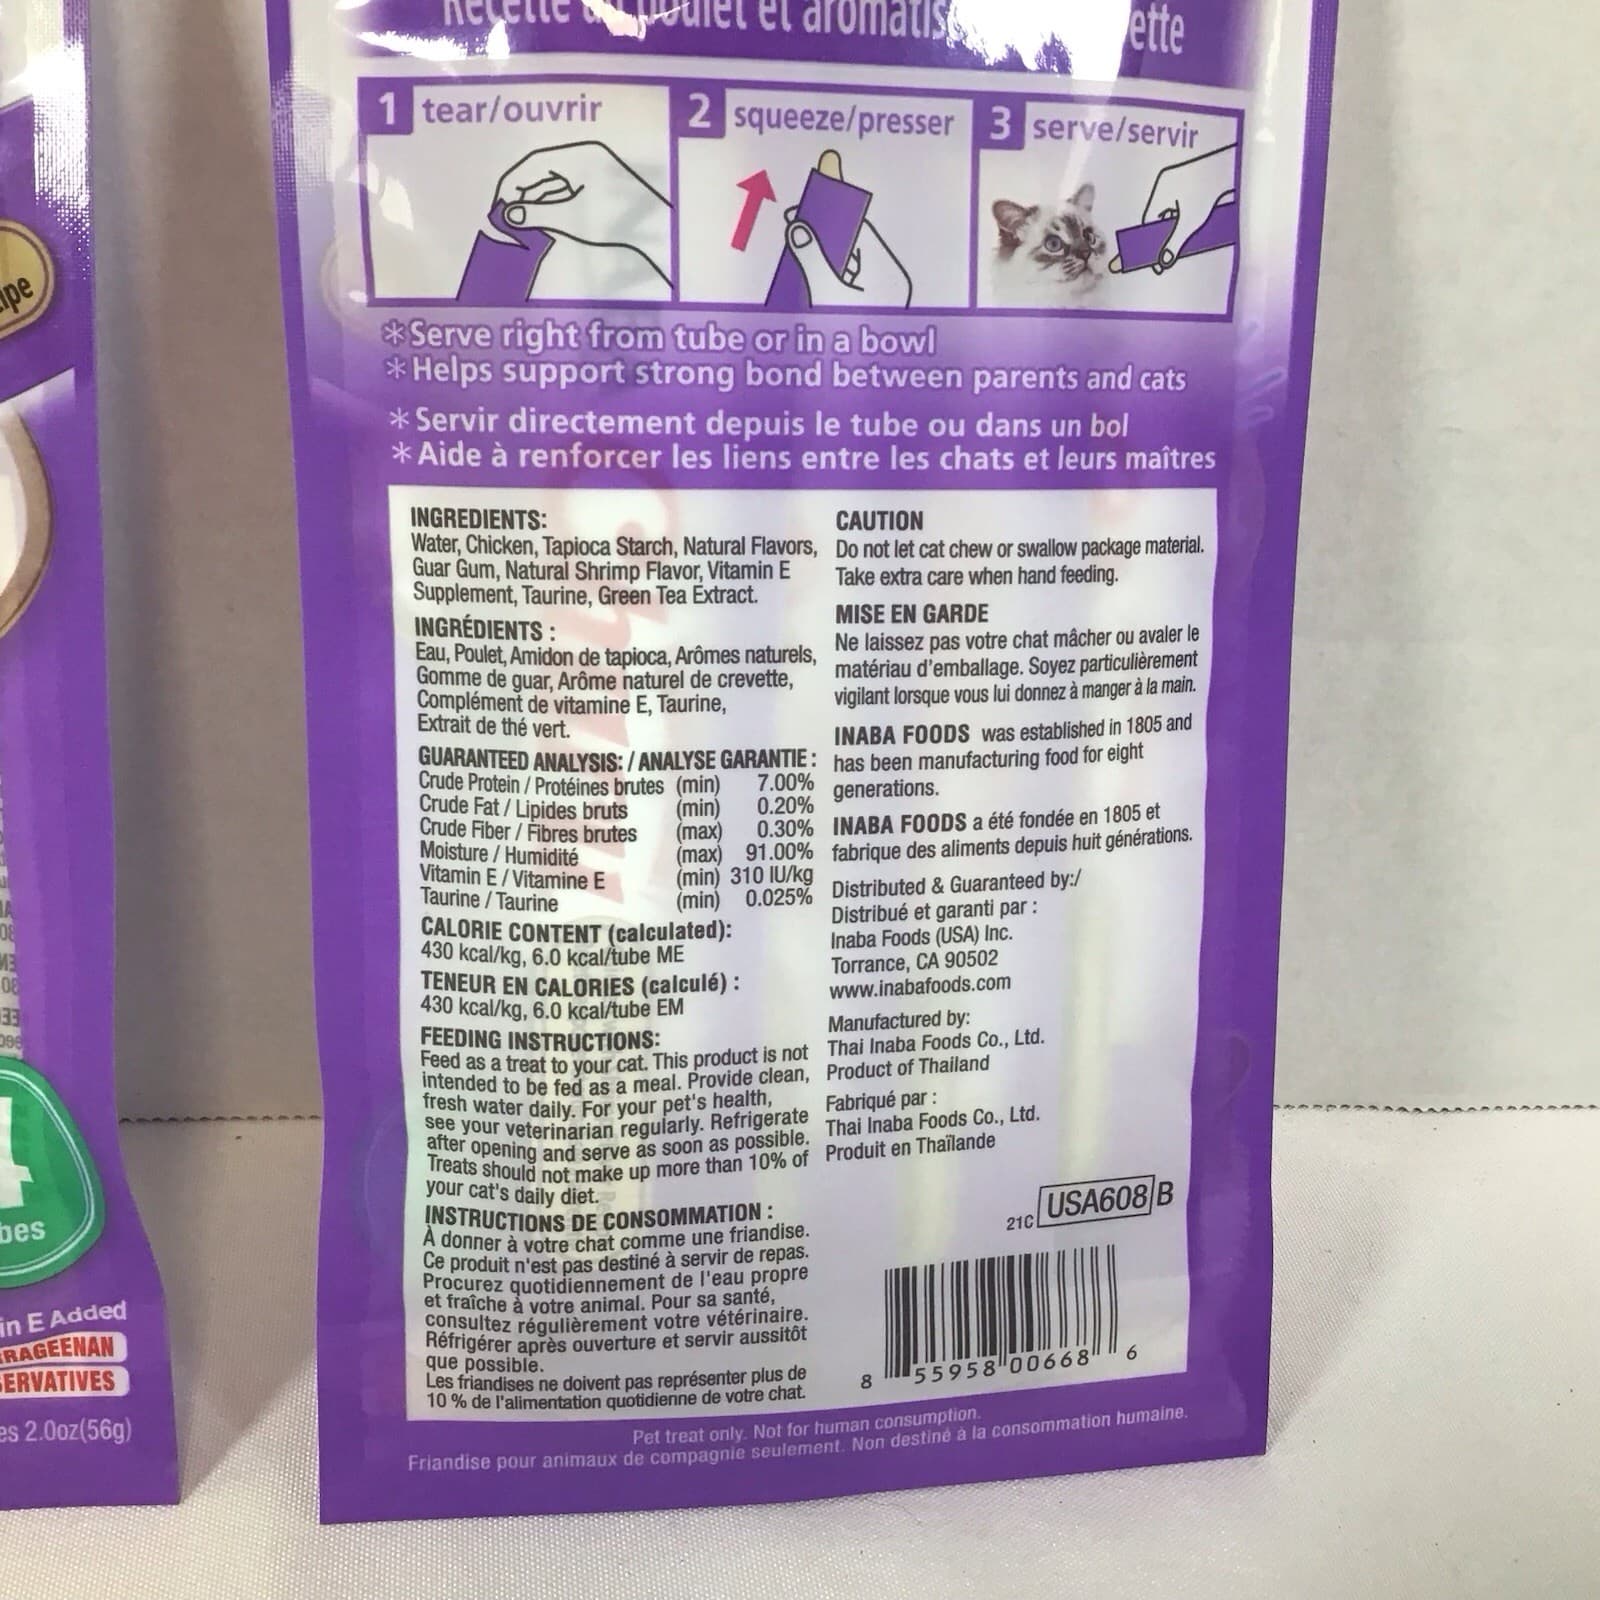 poulet et aromatis
ette
1 tear/ouvrir
2 squeeze/presser
3 serve/servir
*Serve right from tube or in a bowl
*Helps support strong bond between parents and cats
*Servir directement depuis le tube ou dans un bol
*Aide à renforcer les liens entre les chats et leurs maîtres
INGREDIENTS:
Water, Chicken, Tapioca Starch, Natural Flavors,
Guar Gum, Natural Shrimp Flavor, Vitamin E
Supplement, Taurine, Green Tea Extract.
INGRÉDIENTS :
Eau, Poulet, Amidon de tapioca, Arômes naturels,
Gomme de guar, Arôme naturel de crevette,
Complément de vitamine E, Taurine,
Extrait de thé vert.
GUARANTEED ANALYSIS: / ANALYSE GARANTIE :
Crude Protein / Protéines brutes (min) 7.00%
Crude Fat / Lipides bruts (min) 0.20%
Crude Fiber / Fibres brutes (max) 0.30%
Moisture / Humidité (max) 91.00%
Vitamin E / Vitamine E (min) 310 IU/kg
Taurine / Taurine (min) 0.025%
CALORIE CONTENT (calculated):
430 kcal/kg, 6.0 kcal/tube ME
TENEUR EN CALORIES (calculé) :
430 kcal/kg, 6.0 kcal/tube EM
FEEDING INSTRUCTIONS:
Feed as a treat to your cat. This product is not
intended to be fed as a meal. Provide clean,
fresh water daily. For your pet's health,
see your veterinarian regularly. Refrigerate
after opening and serve as soon as possible.
Treats should not make up more than 10% of
your cat's daily diet.
INSTRUCTIONS DE CONSOMMATION :
À donner à votre chat comme une friandise.
Ce produit n'est pas destiné à servir de repas.
Procurez quotidiennement de l'eau propre
et fraîche à votre animal. Pour sa santé,
consultez régulièrement votre vétérinaire.
Réfrigérer après ouverture et servir aussitôt
que possible.
Les friandises ne doivent pas représenter plus de
10 % de l'alimentation quotidienne de votre chat.
CAUTION
Do not let cat chew or swallow package material.
Take extra care when hand feeding.
MISE EN GARDE
Ne laissez pas votre chat mâcher ou avaler le
matériau d'emballage. Soyez particulièrement
vigilant lorsque vous lui donnez à manger à la main.
INABA FOODS was established in 1805 and
has been manufacturing food for eight
generations.
INABA FOODS a été fondée en 1805 et
fabrique des aliments depuis huit générations.
Distributed & Guaranteed by:/
Distribué et garanti par :
Inaba Foods (USA) Inc.
Torrance, CA 90502
www.inabafoods.com
Manufactured by:
Thai Inaba Foods Co., Ltd.
Product of Thailand
Fabriqué par :
Thai Inaba Foods Co., Ltd.
Produit en Thaïlande
21C USA608 B
8 55958 00668 6
Pet treat only. Not for human consumption.
Friandise pour animaux de compagnie seulement. Non destiné à la consommation humaine.
ipe
4
bes
in E Added
RAGEENAN
SERVATIVES
es 2.0oz(56g)